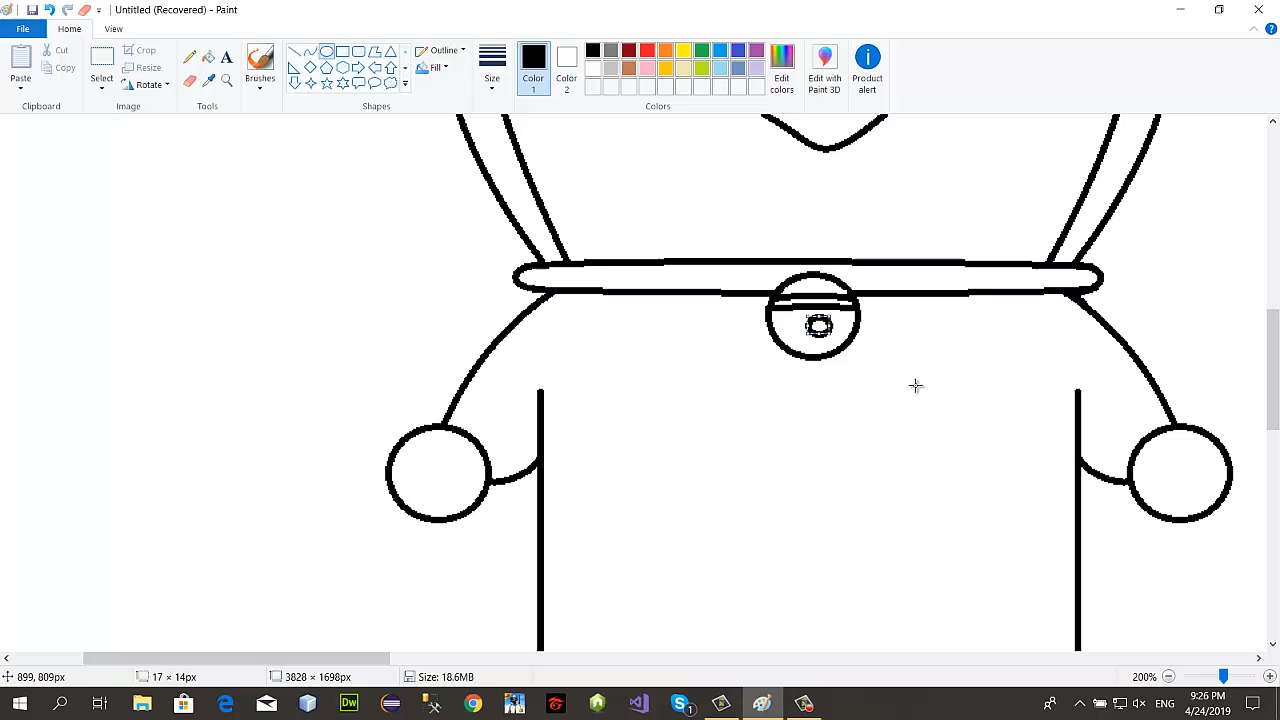 Untitled (Recovered) - Paint
File
Home
View
Paste
Cut
Copy
Clipboard
Select
Crop
Resize
Rotate
Image
A
Tools
Brushes
Outline
Fill
Shapes
Size
Color
1
Color
2
Colors
Edit
colors
Edit with
Paint 3D
Product
alert
899, 809px
17 × 14px
3828 × 1698px
Size: 18.6MB
200%
Dw
1
ENG
9:26 PM
4/24/2019